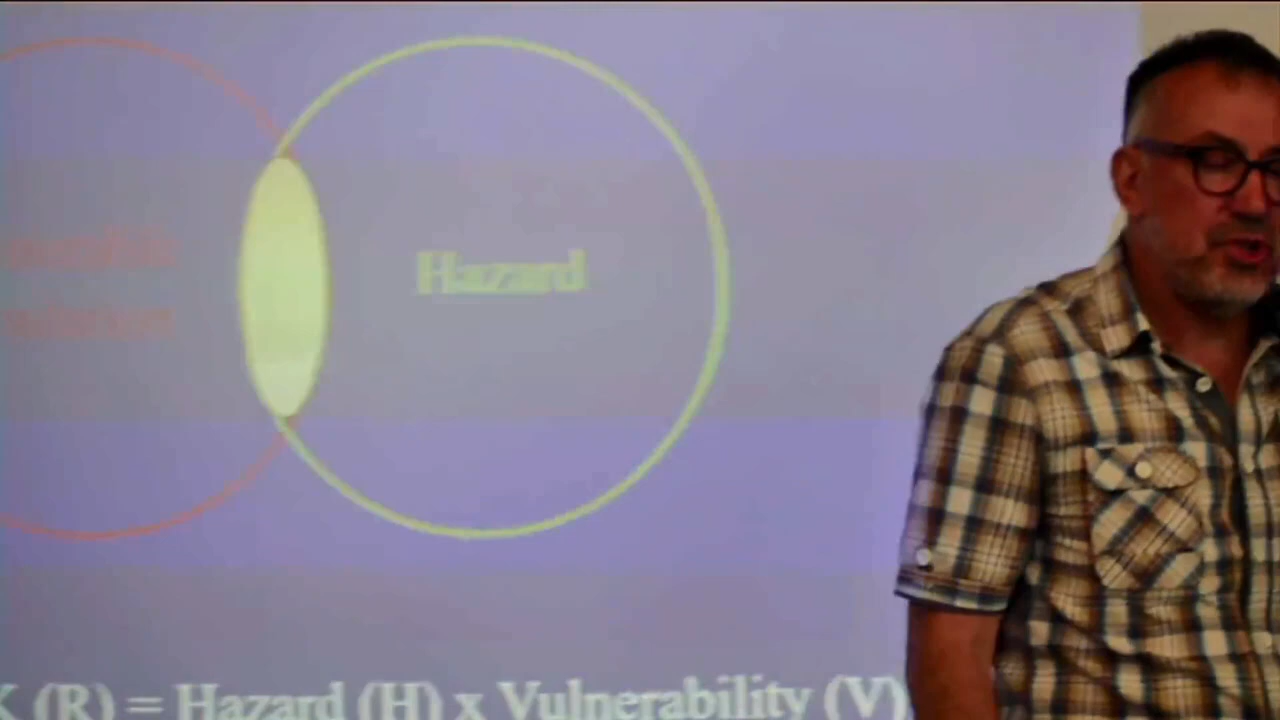 Hazard
K (R) = Hazard (H) x Vulnerability (V)